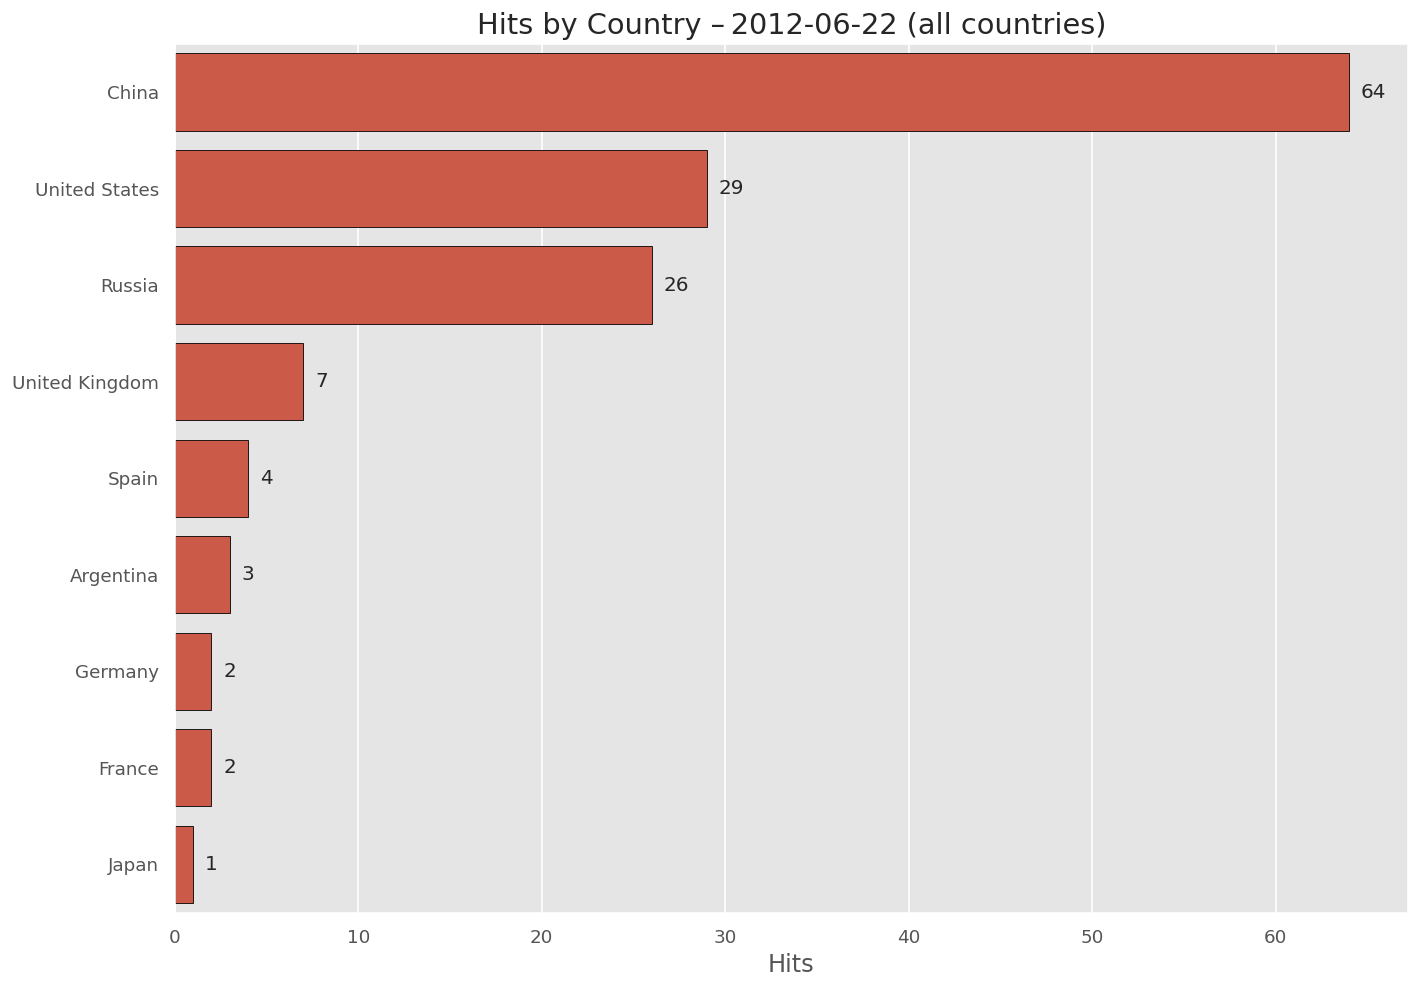 Hits by Country – 2012-06-22 (all countries)
China 64
United States 29
Russia 26
United Kingdom 7
Spain 4
Argentina 3
Germany 2
France 2
Japan 1
0 10 20 30 40 50 60
Hits